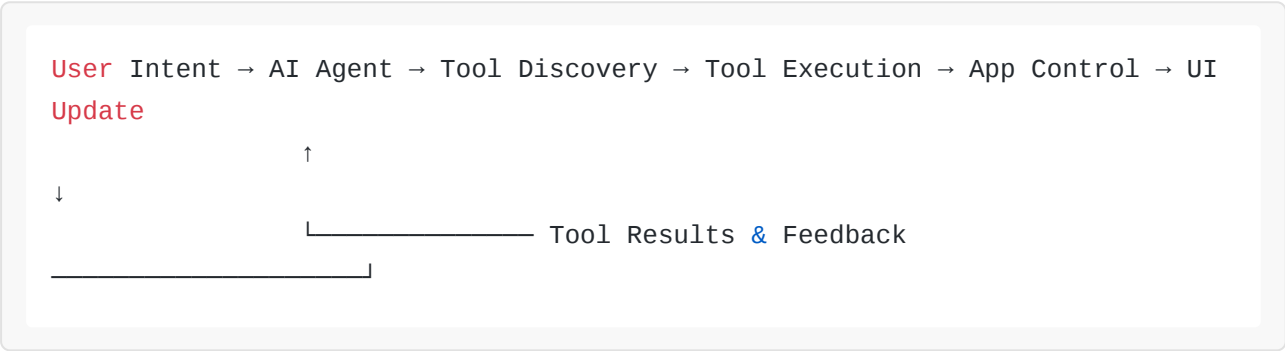 User Intent → AI Agent → Tool Discovery → Tool Execution → App Control → UI
Update
                ↑
↓
                └────────────── Tool Results & Feedback
────────────────────┘